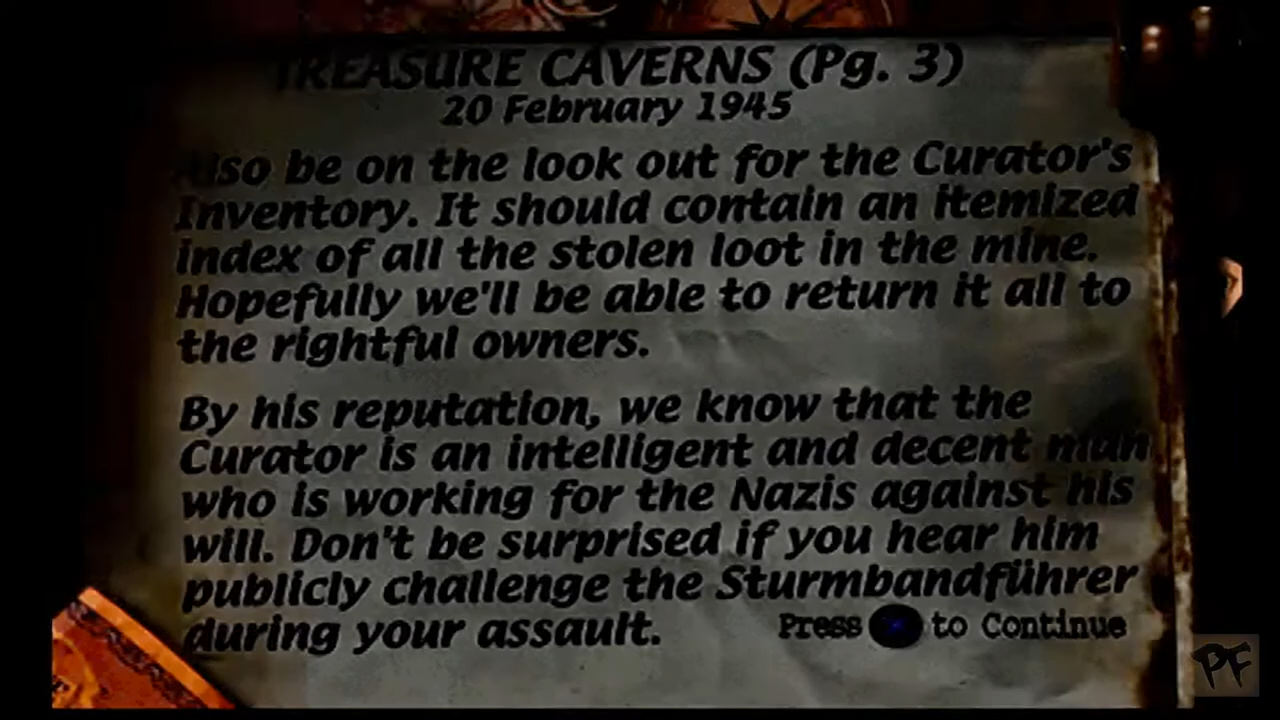 TREASURE CAVERNS (Pg. 3)
20 February 1945
Also be on the look out for the Curator's
Inventory. It should contain an itemized
index of all the stolen loot in the mine.
Hopefully we'll be able to return it all to
the rightful owners.
By his reputation, we know that the
Curator is an intelligent and decent man
who is working for the Nazis against his
will. Don't be surprised if you hear him
publicly challenge the Sturmbandführer
during your assault.
Press to Continue
PF